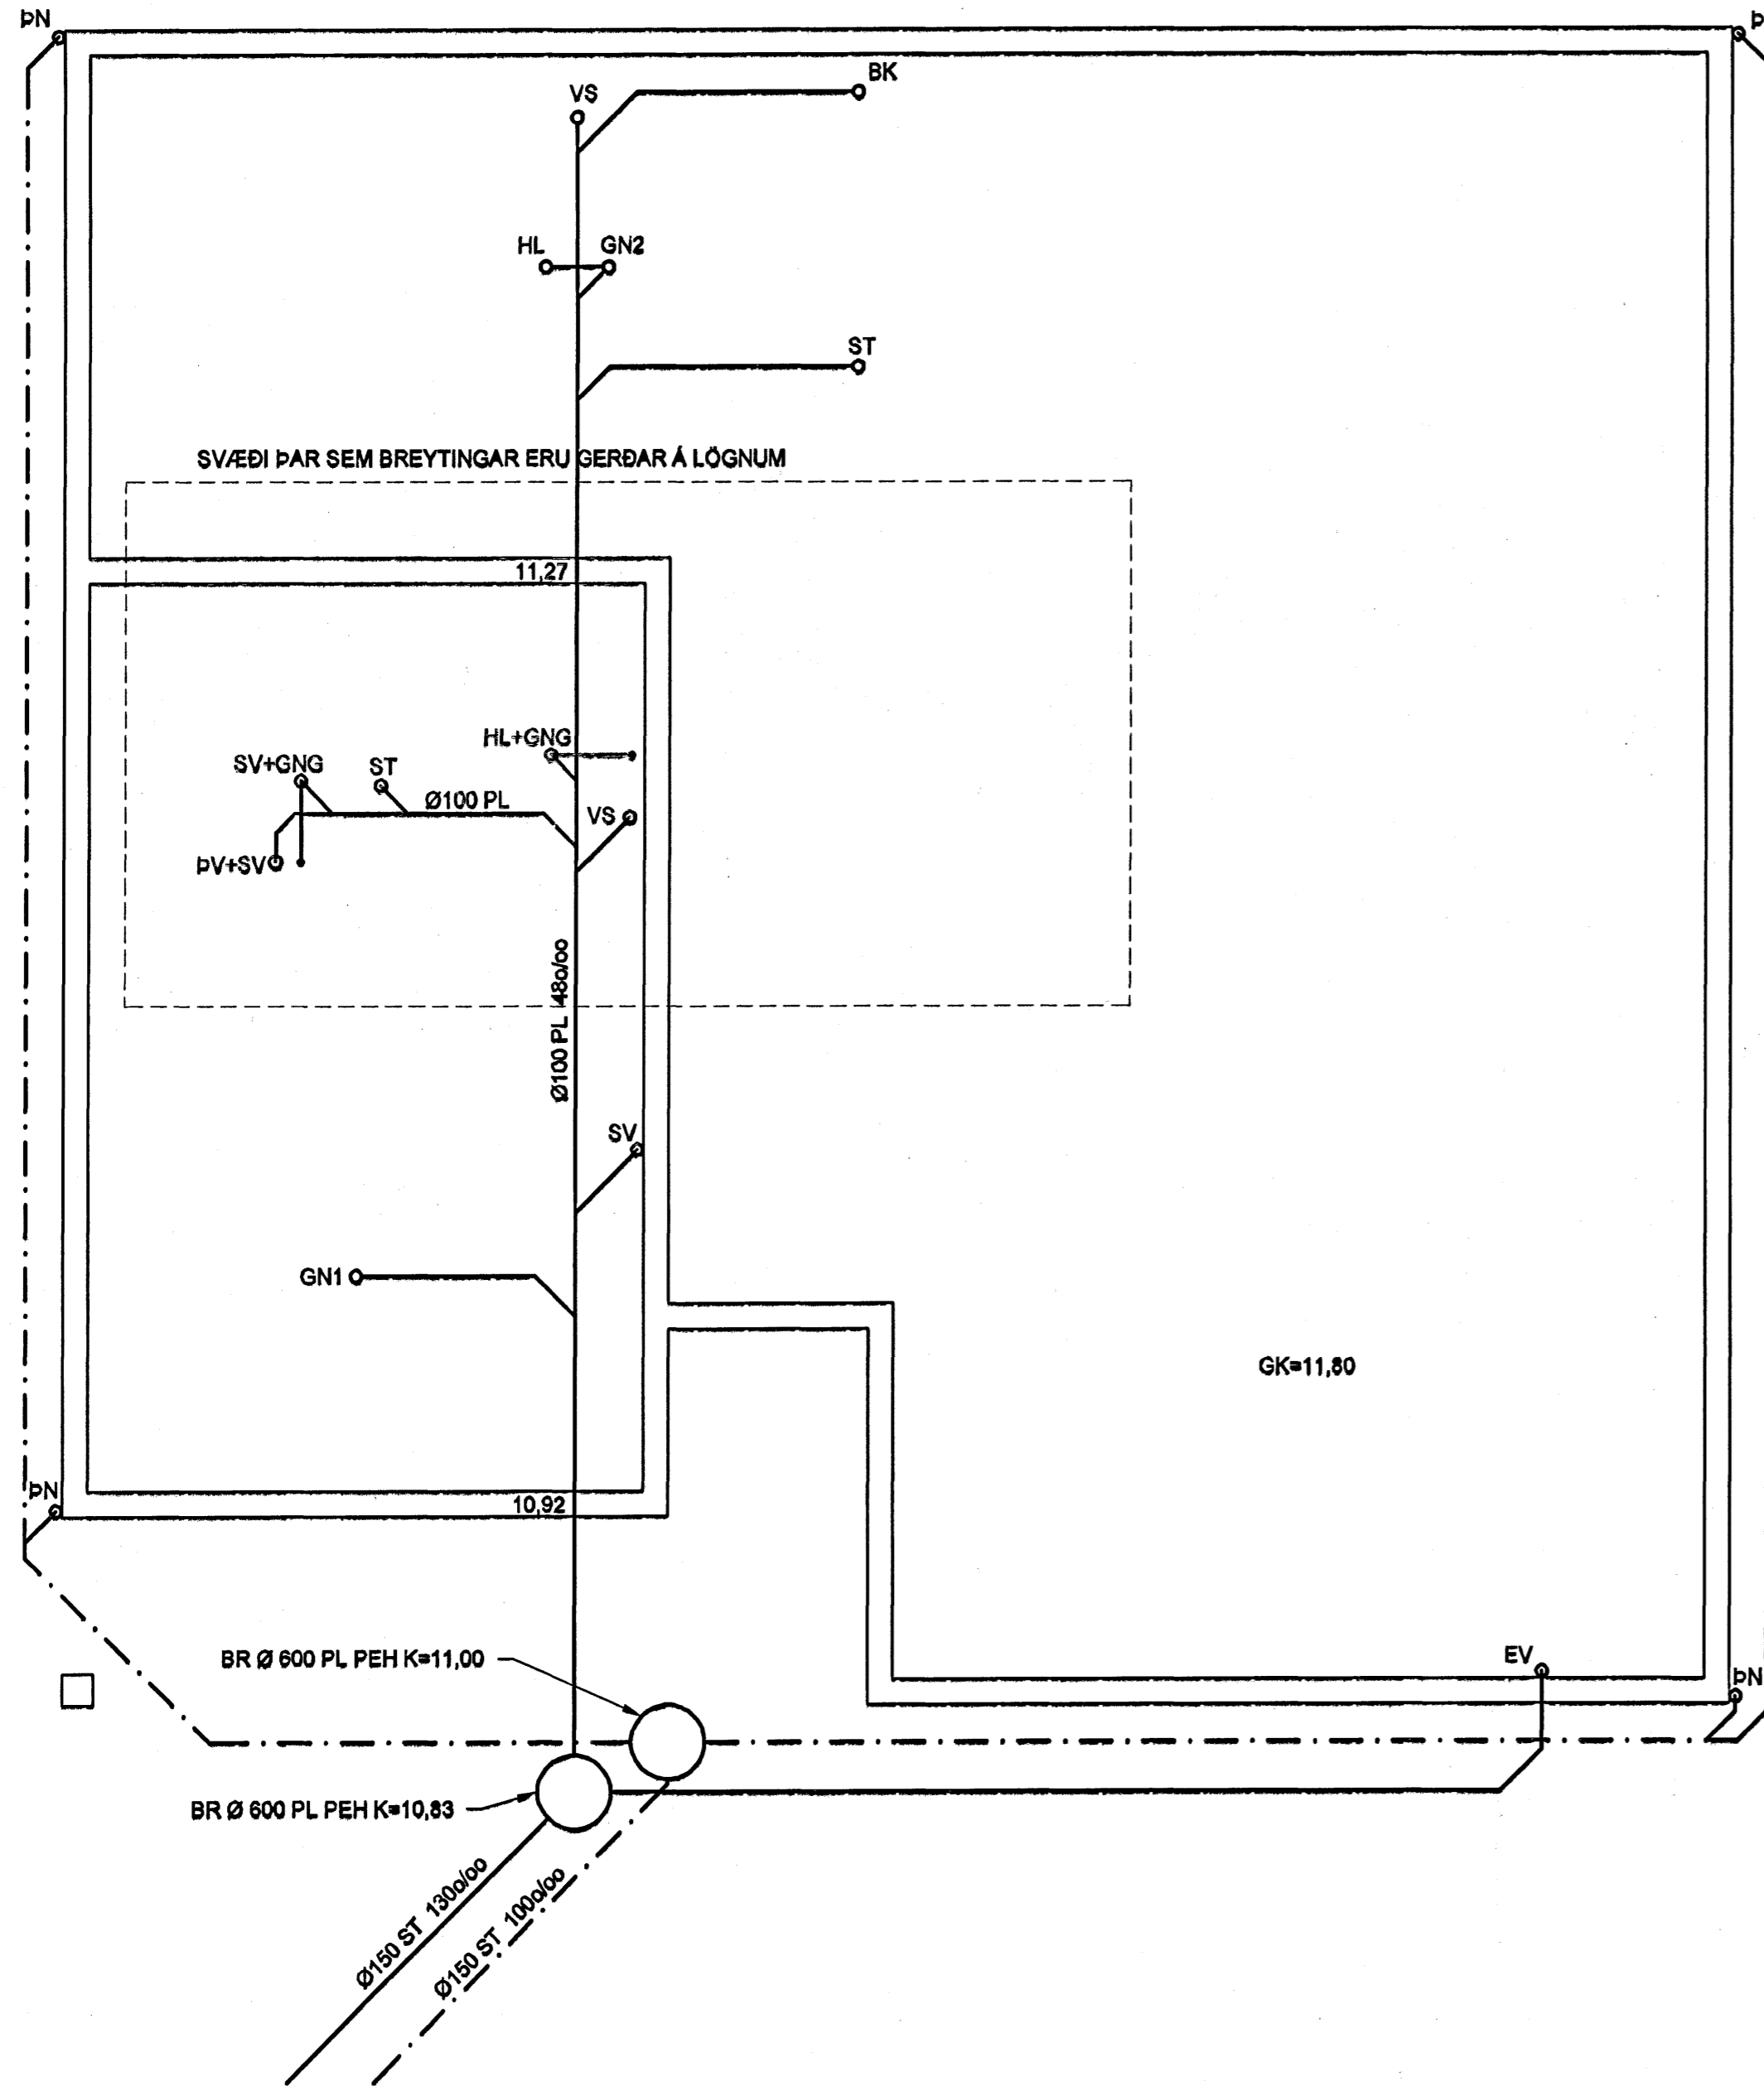 ÞN
Þ
BK
VS
HL
GN2
ST
SVÆÐI ÞAR SEM BREYTINGAR ERU GERÐAR Á LÖGNUM
11,27
HL+GNG
SV+GNG
ST
Ø100 PL
VS
ÞV+SV
Ø100 PL 48o/oo
SV
GN1
GK=11,80
ÞN
10,92
BR Ø 600 PL PEH K=11,00
EV
ÞN
BR Ø 600 PL PEH K=10,83
Ø150 ST 130o/oo
Ø150 ST 100o/oo